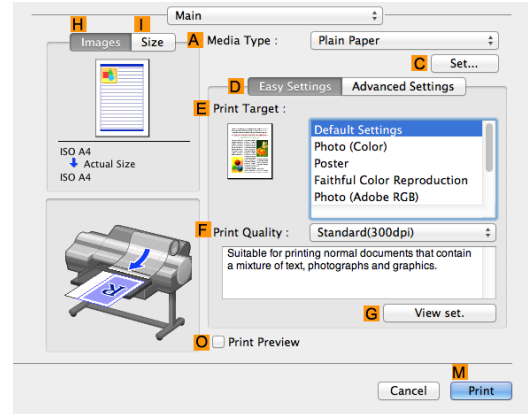 Main
H
I
Images
Size
A
Media Type :
Plain Paper
C
Set...
D
Easy Settings
Advanced Settings
E
Print Target :
Default Settings
Photo (Color)
Poster
Faithful Color Reproduction
Photo (Adobe RGB)
ISO A4
Actual Size
ISO A4
F
Print Quality :
Standard(300dpi)
Suitable for printing normal documents that contain
a mixture of text, photographs and graphics.
G
View set.
O
Print Preview
M
Cancel
Print